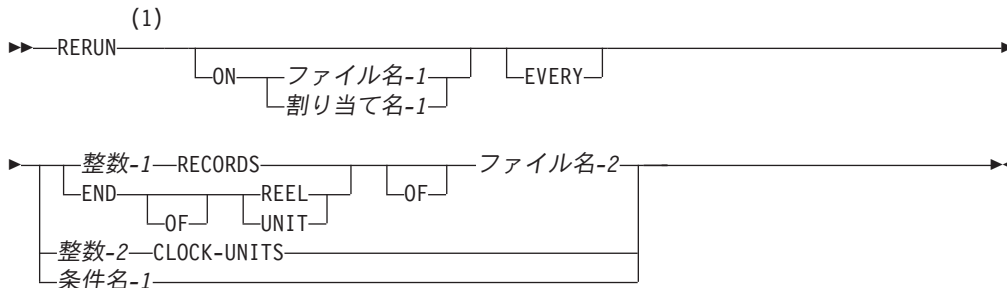 (1)
RERUN
ON ファイル名-1 EVERY
割り当て名-1
整数-1 RECORDS ファイル名-2
END REEL OF
OF UNIT
整数-2 CLOCK-UNITS
条件名-1